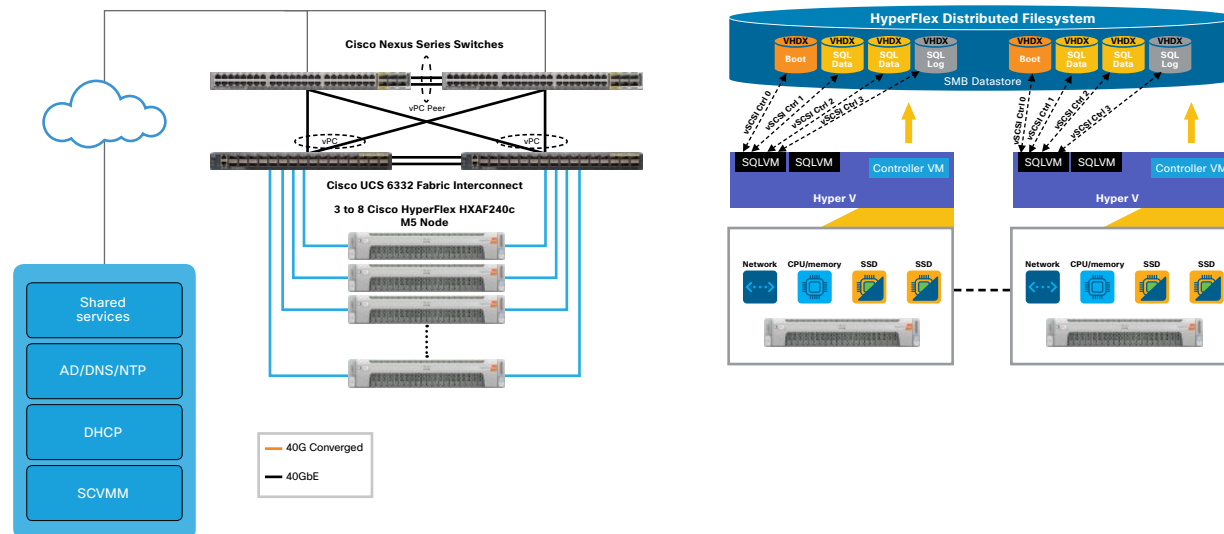 Cisco Nexus Series Switches
vPC Peer
vPC
vPC
Cisco UCS 6332 Fabric Interconnect
3 to 8 Cisco HyperFlex HXAF240c
M5 Node
Shared
services
AD/DNS/NTP
DHCP
SCVMM
40G Converged
40GbE
HyperFlex Distributed Filesystem
VHDX
Boot
VHDX
SQL
Data
VHDX
SQL
Data
VHDX
SQL
Log
VHDX
Boot
VHDX
SQL
Data
VHDX
SQL
Data
VHDX
SQL
Log
SMB Datastore
vSCSI Ctrl 0
vSCSI Ctrl 1
vSCSI Ctrl 2
vSCSI Ctrl 3
vSCSI Ctrl 0
vSCSI Ctrl 1
vSCSI Ctrl 2
vSCSI Ctrl 3
SQLVM
SQLVM
Controller VM
Hyper V
SQLVM
SQLVM
Controller VM
Hyper V
Network
CPU/memory
SSD
SSD
Network
CPU/memory
SSD
SSD